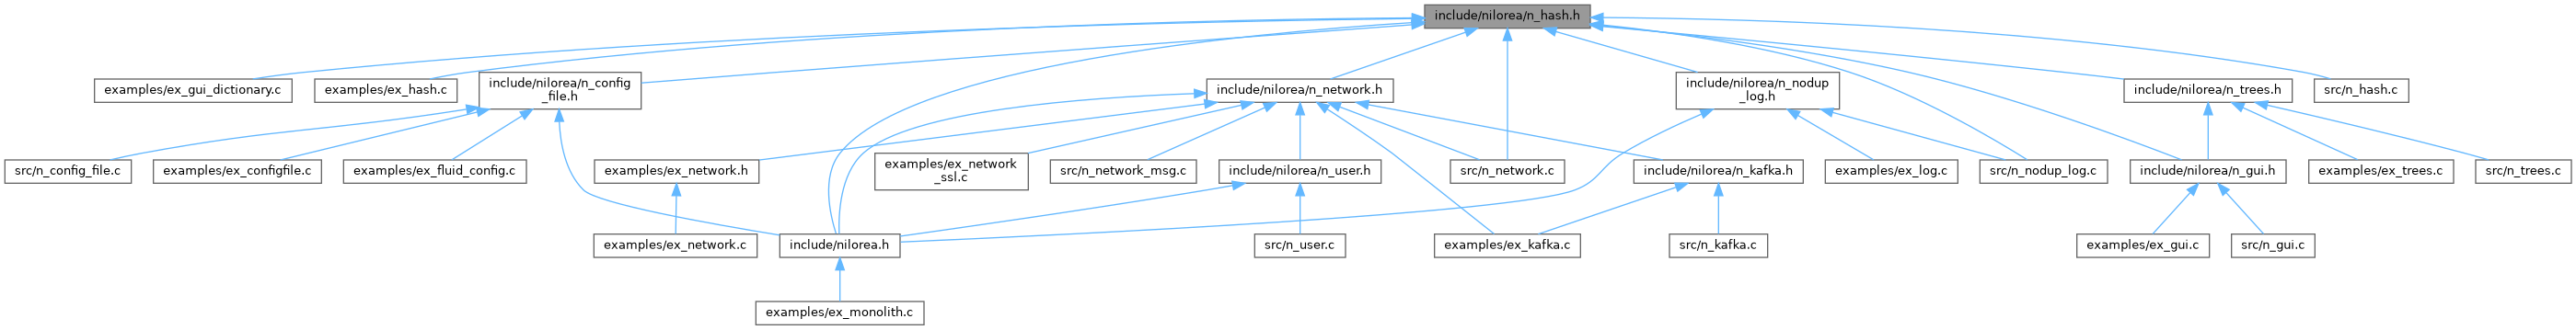 include/nilorea/n_hash.h
examples/ex_gui_dictionary.c
examples/ex_hash.c
include/nilorea/n_config
_file.h
include/nilorea/n_network.h
include/nilorea/n_nodup
_log.h
include/nilorea/n_trees.h
src/n_hash.c
src/n_config_file.c
examples/ex_configfile.c
examples/ex_fluid_config.c
examples/ex_network.h
examples/ex_network
_ssl.c
src/n_network_msg.c
include/nilorea/n_user.h
src/n_network.c
include/nilorea/n_kafka.h
examples/ex_log.c
src/n_nodup_log.c
include/nilorea/n_gui.h
examples/ex_trees.c
src/n_trees.c
examples/ex_network.c
include/nilorea.h
src/n_user.c
examples/ex_kafka.c
src/n_kafka.c
examples/ex_gui.c
src/n_gui.c
examples/ex_monolith.c